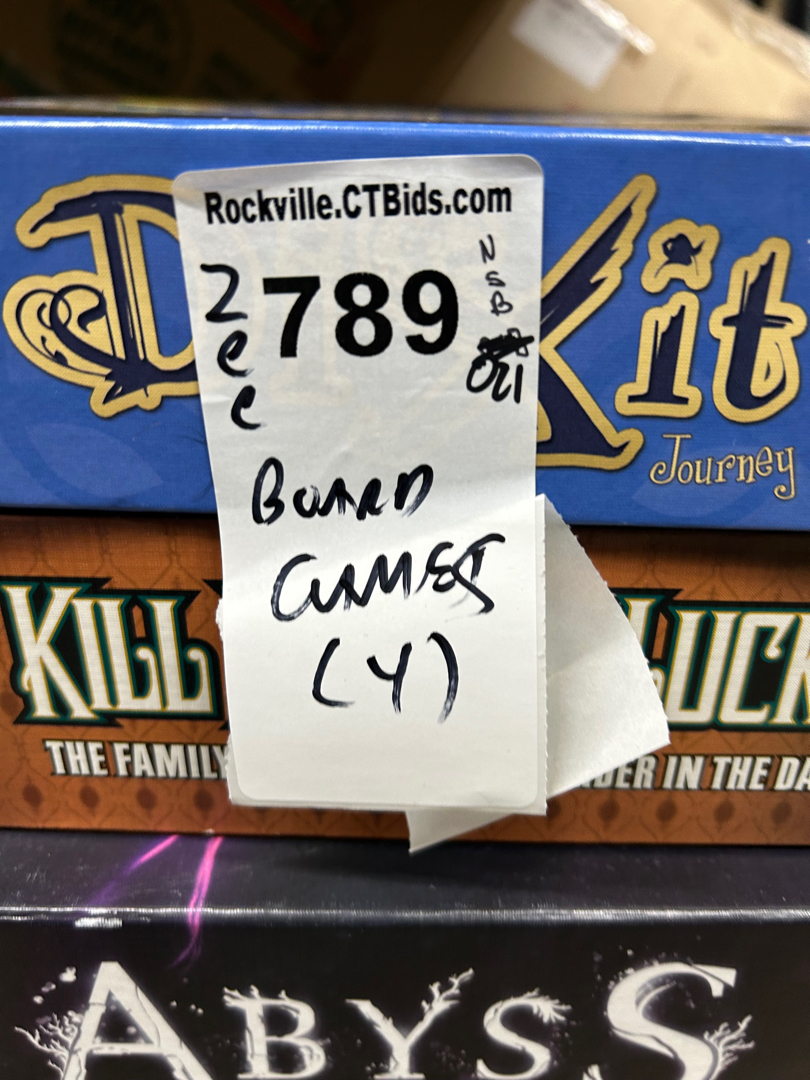 Rockville.CTBids.com
789
2
e
e
N
S
B
021
BOARD
GAMES
(4)
Kit
Journey
KILL
LUCK
THE FAMILY
DER IN THE DA
ABYSS